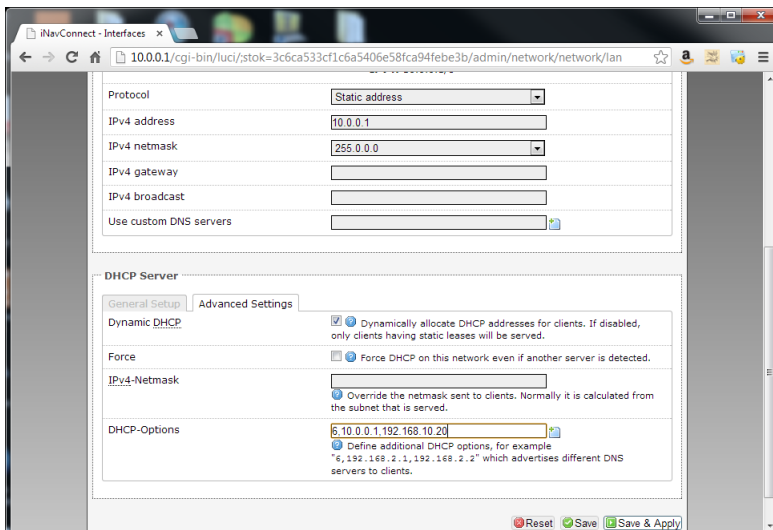 iNavConnect - Interfaces
10.0.0.1/cgi-bin/luci/;stok=3c6ca533cf1c6a5406e58fca94febe3b/admin/network/network/lan
Protocol
Static address
IPv4 address
10.0.0.1
IPv4 netmask
255.0.0.0
IPv4 gateway
IPv4 broadcast
Use custom DNS servers
DHCP Server
General Setup
Advanced Settings
Dynamic DHCP
Dynamically allocate DHCP addresses for clients. If disabled,
only clients having static leases will be served.
Force
Force DHCP on this network even if another server is detected.
IPv4-Netmask
Override the netmask sent to clients. Normally it is calculated from
the subnet that is served.
DHCP-Options
6,10.0.0.1,192.168.10.20
Define additional DHCP options, for example
"6,192.168.2.1,192.168.2.2" which advertises different DNS
servers to clients.
Reset Save Save & Apply